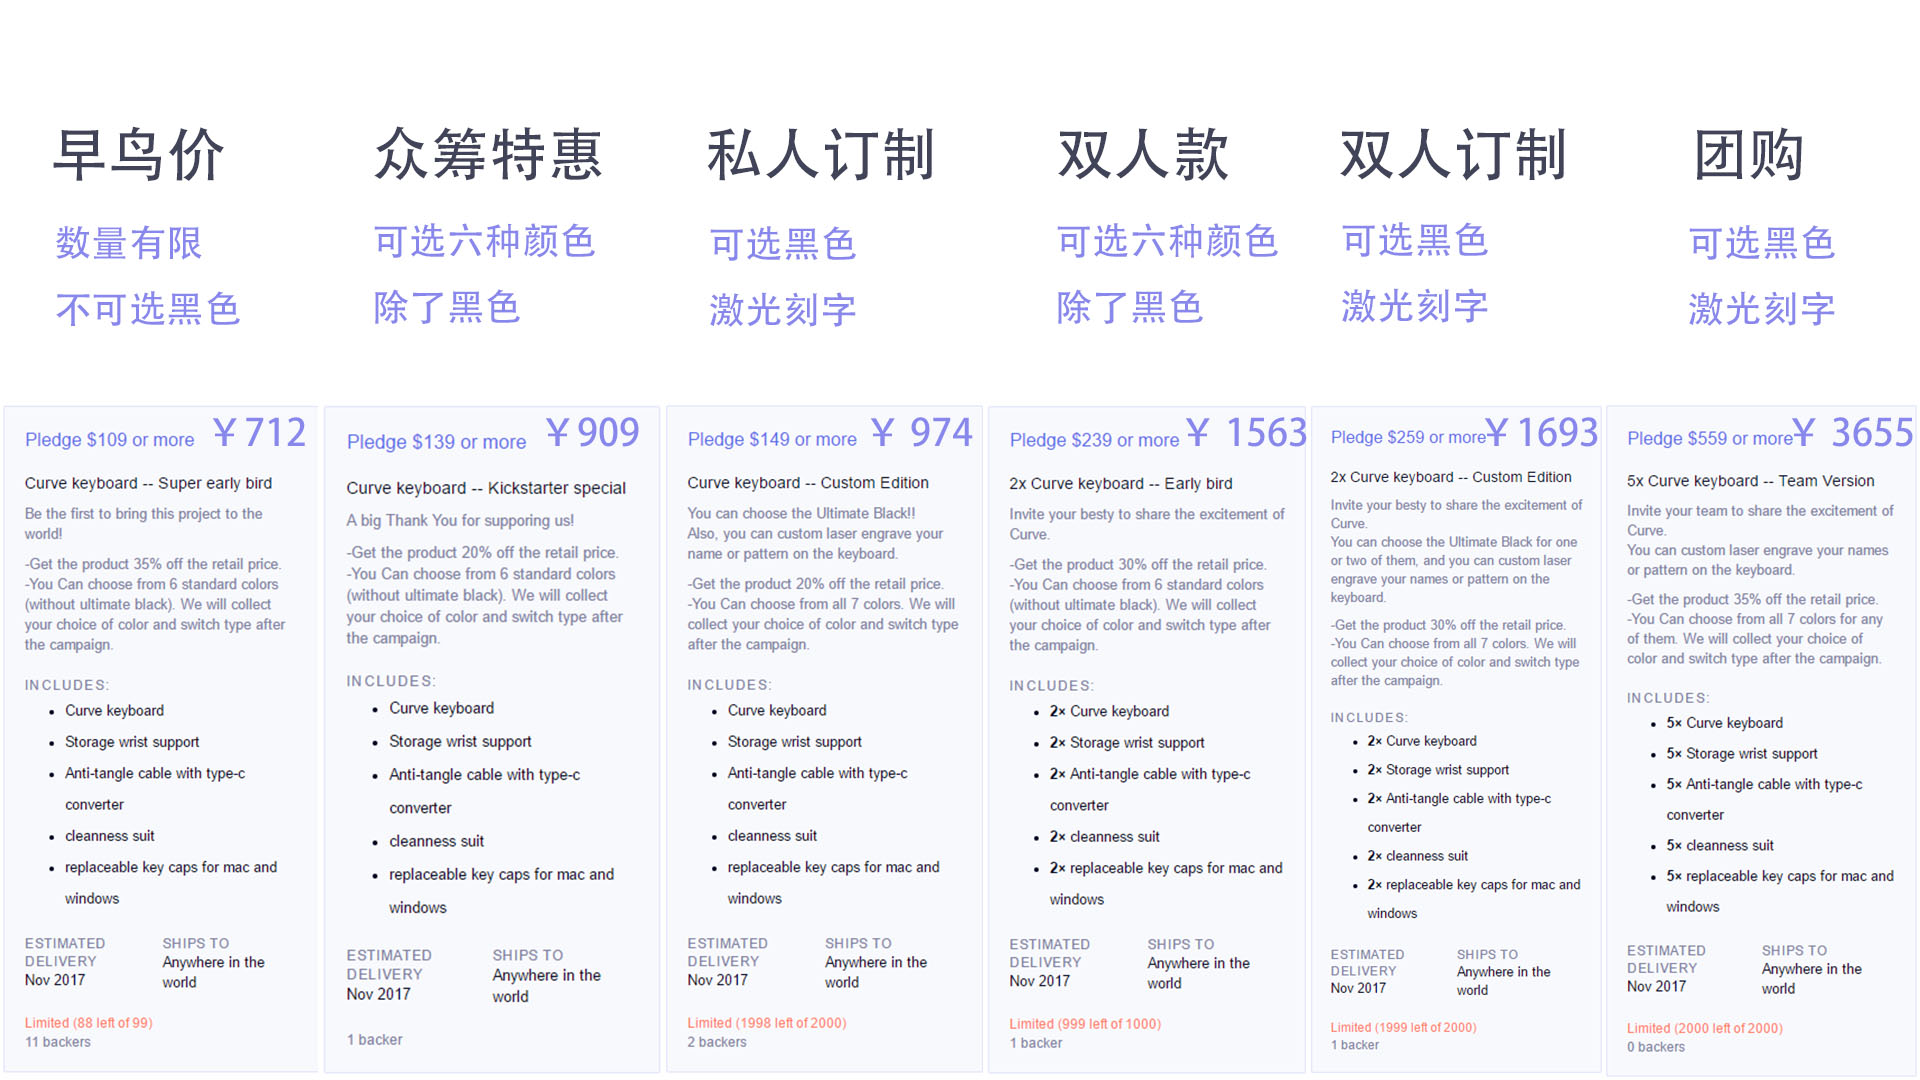 早鸟价
数量有限
不可选黑色
Pledge $109 or more ¥712
Curve keyboard -- Super early bird
Be the first to bring this project to the
world!
-Get the product 35% off the retail price.
-You Can choose from 6 standard colors
(without ultimate black). We will collect
your choice of color and switch type after
the campaign.
INCLUDES:
• Curve keyboard
• Storage wrist support
• Anti-tangle cable with type-c
converter
• cleanness suit
• replaceable key caps for mac and
windows
ESTIMATED
DELIVERY
Nov 2017
SHIPS TO
Anywhere in the
world
Limited (88 left of 99)
11 backers
众筹特惠
可选六种颜色
除了黑色
Pledge $139 or more ¥909
Curve keyboard -- Kickstarter special
A big Thank You for supporing us!
-Get the product 20% off the retail price.
-You Can choose from 6 standard colors
(without ultimate black). We will collect
your choice of color and switch type after
the campaign.
INCLUDES:
• Curve keyboard
• Storage wrist support
• Anti-tangle cable with type-c
converter
• cleanness suit
• replaceable key caps for mac and
windows
ESTIMATED
DELIVERY
Nov 2017
SHIPS TO
Anywhere in the
world
1 backer
私人订制
可选黑色
激光刻字
Pledge $149 or more ¥ 974
Curve keyboard -- Custom Edition
You can choose the Ultimate Black!!
Also, you can custom laser engrave your
name or pattern on the keyboard.
-Get the product 20% off the retail price.
-You Can choose from all 7 colors. We will
collect your choice of color and switch type
after the campaign.
INCLUDES:
• Curve keyboard
• Storage wrist support
• Anti-tangle cable with type-c
converter
• cleanness suit
• replaceable key caps for mac and
windows
ESTIMATED
DELIVERY
Nov 2017
SHIPS TO
Anywhere in the
world
Limited (1998 left of 2000)
2 backers
双人款
可选六种颜色
除了黑色
Pledge $239 or more ¥ 1563
2x Curve keyboard -- Early bird
Invite your besty to share the excitement of
Curve.
-Get the product 30% off the retail price.
-You Can choose from 6 standard colors
(without ultimate black). We will collect
your choice of color and switch type after
the campaign.
INCLUDES:
• 2× Curve keyboard
• 2× Storage wrist support
• 2× Anti-tangle cable with type-c
converter
• 2× cleanness suit
• 2× replaceable key caps for mac and
windows
ESTIMATED
DELIVERY
Nov 2017
SHIPS TO
Anywhere in the
world
Limited (999 left of 1000)
1 backer
双人订制
可选黑色
激光刻字
Pledge $259 or more ¥1693
2x Curve keyboard -- Custom Edition
Invite your besty to share the excitement of
Curve.
You can choose the Ultimate Black for one
or two of them, and you can custom laser
engrave your names or pattern on the
keyboard.
-Get the product 30% off the retail price.
-You Can choose from all 7 colors. We will
collect your choice of color and switch type
after the campaign.
INCLUDES:
• 2× Curve keyboard
• 2× Storage wrist support
• 2× Anti-tangle cable with type-c
converter
• 2× cleanness suit
• 2× replaceable key caps for mac and
windows
ESTIMATED
DELIVERY
Nov 2017
SHIPS TO
Anywhere in the
world
Limited (1999 left of 2000)
1 backer
团购
可选黑色
激光刻字
Pledge $559 or more ¥ 3655
5x Curve keyboard -- Team Version
Invite your team to share the excitement of
Curve.
You can custom laser engrave your names
or pattern on the keyboard.
-Get the product 35% off the retail price.
-You Can choose from all 7 colors for any
of them. We will collect your choice of
color and switch type after the campaign.
INCLUDES:
• 5× Curve keyboard
• 5× Storage wrist support
• 5× Anti-tangle cable with type-c
converter
• 5× cleanness suit
• 5× replaceable key caps for mac and
windows
ESTIMATED
DELIVERY
Nov 2017
SHIPS TO
Anywhere in the
world
Limited (2000 left of 2000)
0 backers